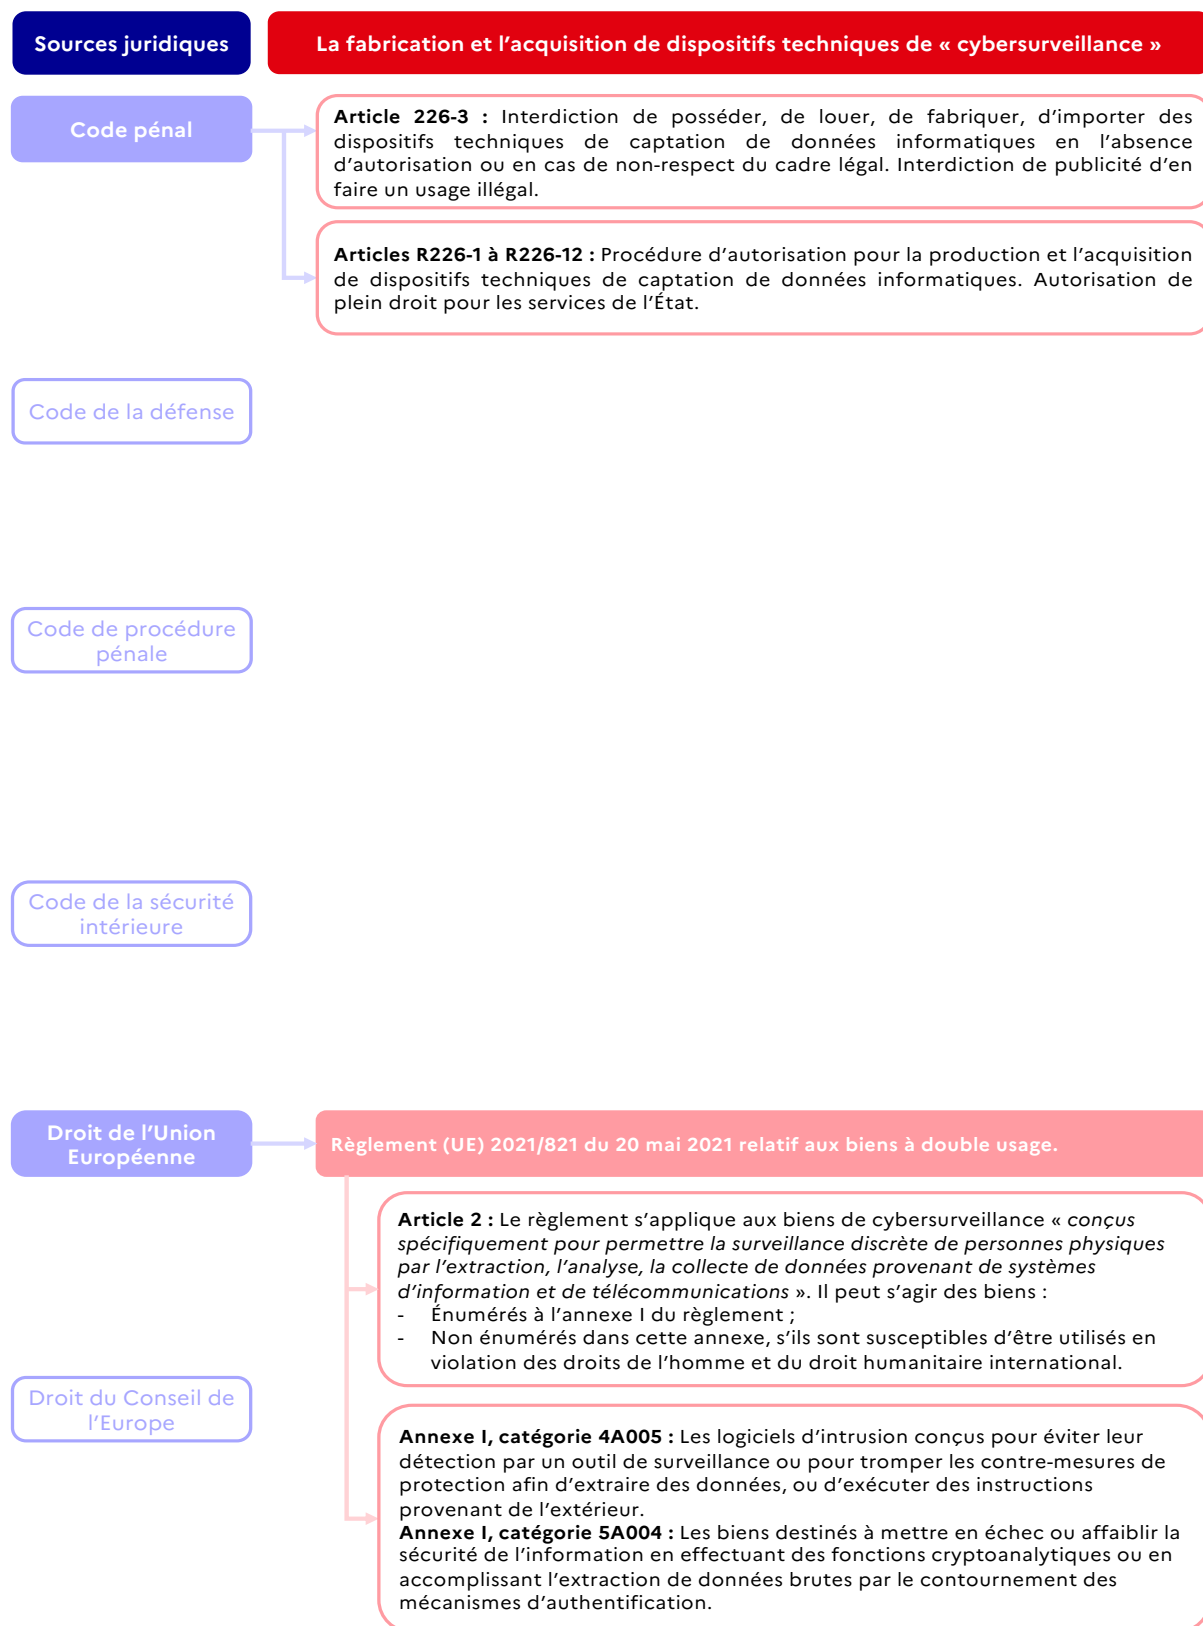 Sources juridiques
La fabrication et l’acquisition de dispositifs techniques de « cybersurveillance »
Code pénal
Article 226-3 : Interdiction de posséder, de louer, de fabriquer, d’importer des
dispositifs techniques de captation de données informatiques en l’absence
d’autorisation ou en cas de non-respect du cadre légal. Interdiction de publicité d’en
faire un usage illégal.
Articles R226-1 à R226-12 : Procédure d’autorisation pour la production et l’acquisition
de dispositifs techniques de captation de données informatiques. Autorisation de
plein droit pour les services de l’État.
Code de la défense
Code de procédure
pénale
Code de la sécurité
intérieure
Droit de l’Union
Européenne
Règlement (UE) 2021/821 du 20 mai 2021 relatif aux biens à double usage.
Article 2 : Le règlement s’applique aux biens de cybersurveillance « conçus
spécifiquement pour permettre la surveillance discrète de personnes physiques
par l’extraction, l’analyse, la collecte de données provenant de systèmes
d’information et de télécommunications ». Il peut s’agir des biens :
- Énumérés à l’annexe I du règlement ;
- Non énumérés dans cette annexe, s’ils sont susceptibles d’être utilisés en
violation des droits de l’homme et du droit humanitaire international.
Droit du Conseil de
l’Europe
Annexe I, catégorie 4A005 : Les logiciels d’intrusion conçus pour éviter leur
détection par un outil de surveillance ou pour tromper les contre-mesures de
protection afin d’extraire des données, ou d’exécuter des instructions
provenant de l’extérieur.
Annexe I, catégorie 5A004 : Les biens destinés à mettre en échec ou affaiblir la
sécurité de l’information en effectuant des fonctions cryptoanalytiques ou en
accomplissant l’extraction de données brutes par le contournement des
mécanismes d’authentification.